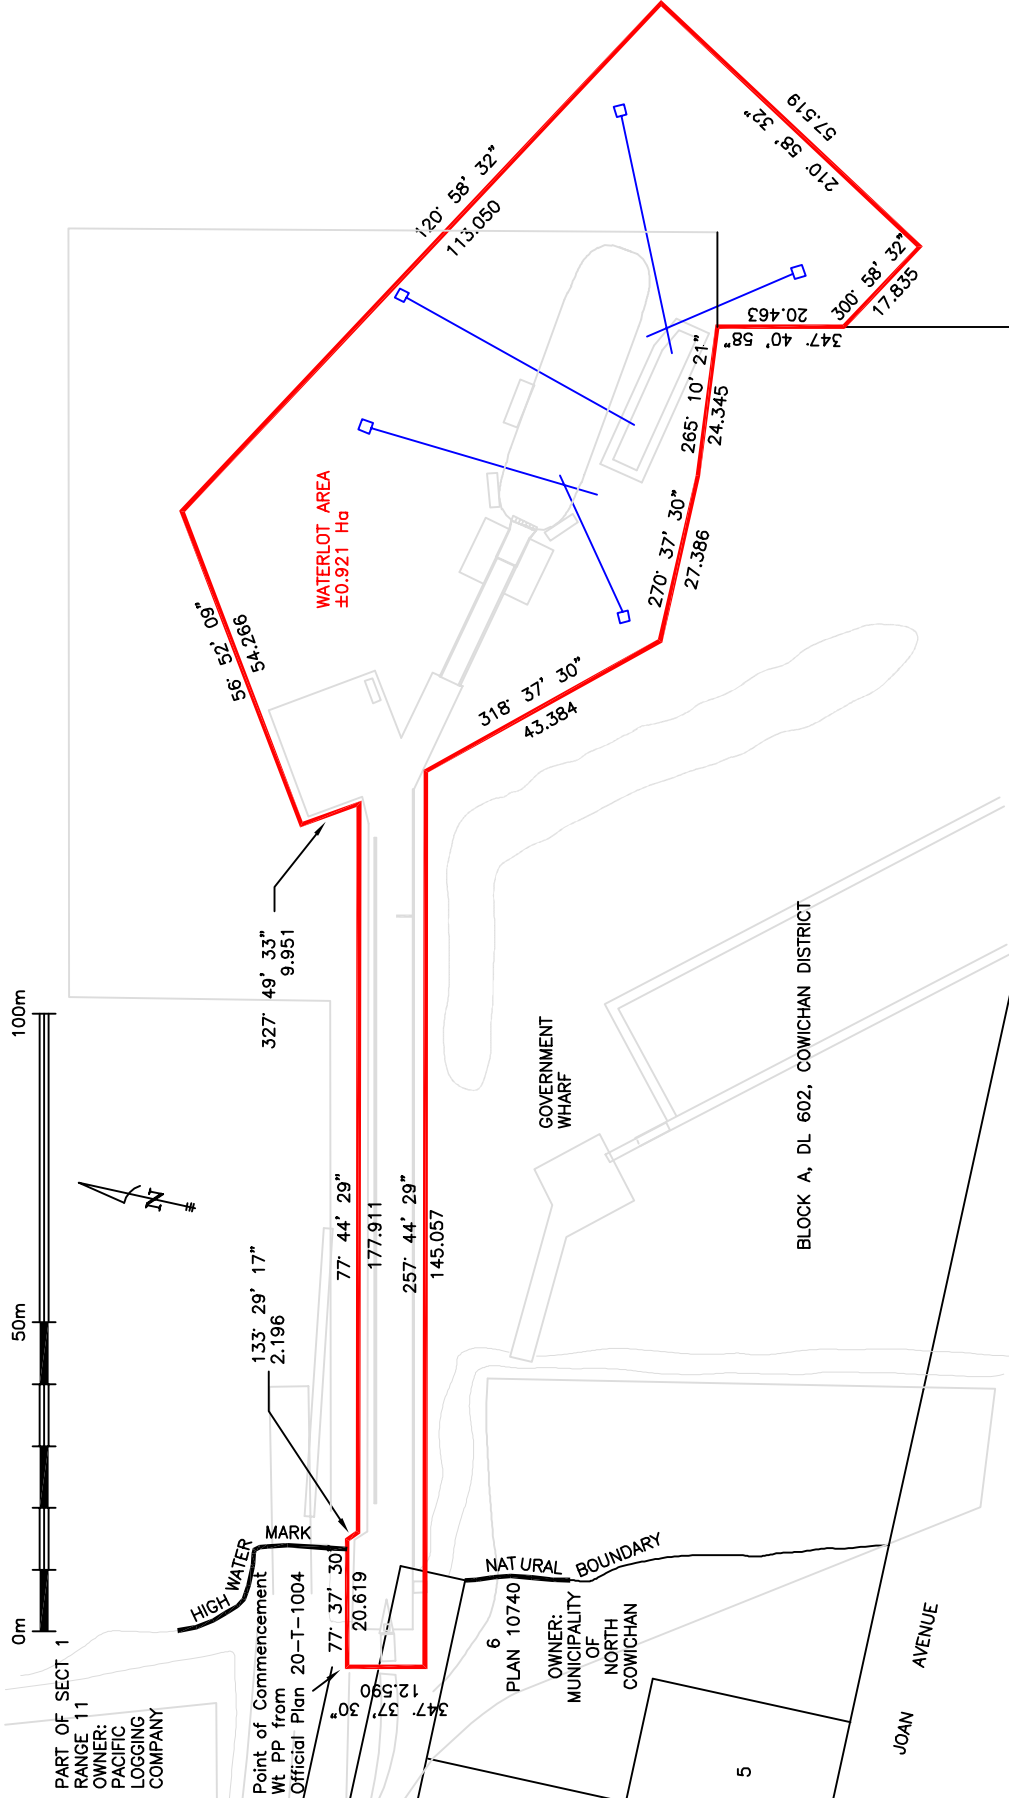 0m
50m
100m
PART OF SECT 1
RANGE 11
OWNER:
PACIFIC
LOGGING
COMPANY
HIGH WATER MARK
Point of Commencement
Wt PP from
Official Plan 20-T-1004
N
133° 29' 17"
2.196
327° 49' 33"
9.951
77° 37' 30"
20.619
77° 44' 29"
177.911
257° 44' 29"
145.057
347° 37' 30"
12.590
56° 52' 09"
54.266
WATERLOT AREA
±0.921 Ha
120° 58' 32"
113.050
210° 58' 32"
57.519
300° 58' 32"
17.835
347° 40' 58"
20.463
265° 10' 21"
24.345
270° 37' 30"
27.386
318° 37' 30"
43.384
GOVERNMENT
WHARF
NATURAL BOUNDARY
6
PLAN 10740
OWNER:
MUNICIPALITY
OF
NORTH
COWICHAN
BLOCK A, DL 602, COWICHAN DISTRICT
5
JOAN AVENUE